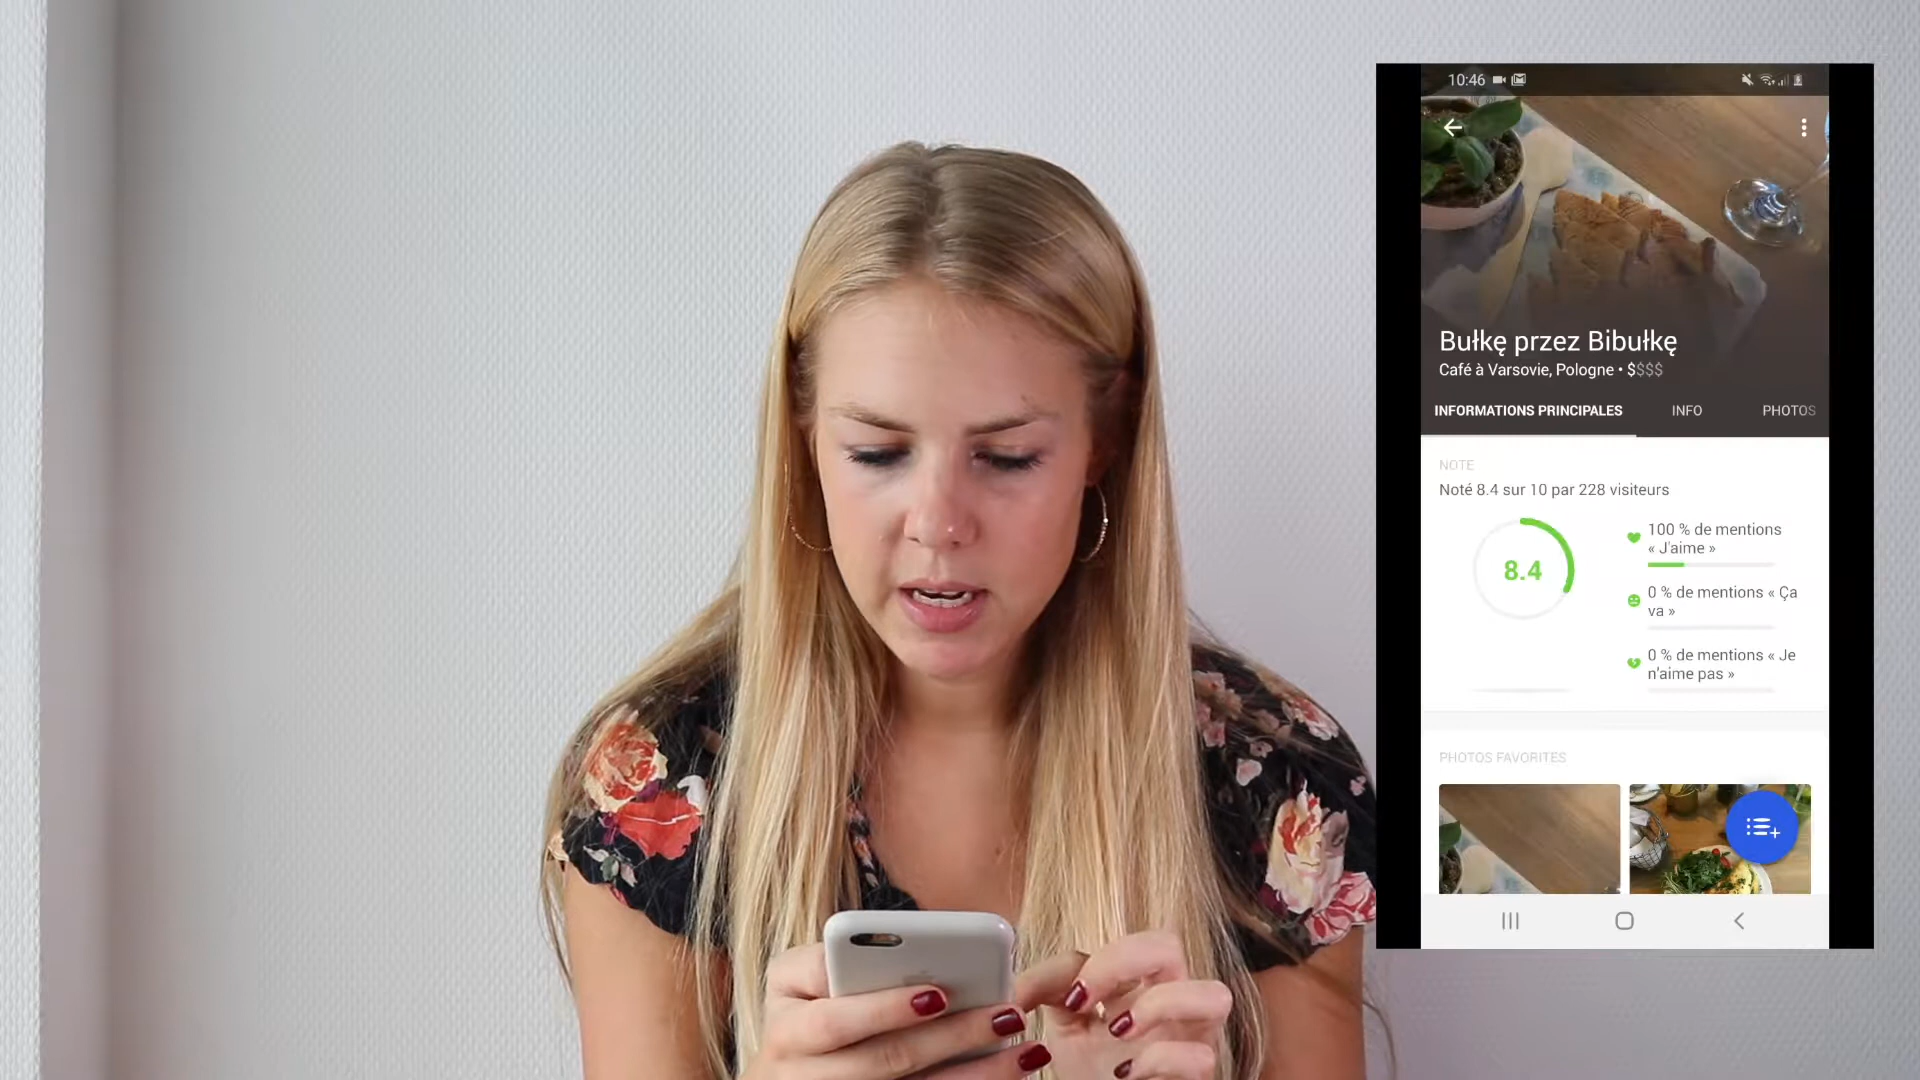 10:46
Bułkę przez Bibułkę
Café à Varsovie, Pologne • $$$$
INFORMATIONS PRINCIPALES INFO PHOTOS
NOTE
Noté 8.4 sur 10 par 228 visiteurs
8.4
100 % de mentions
« J'aime »
0 % de mentions « Ça
va »
0 % de mentions « Je
n'aime pas »
PHOTOS FAVORITES